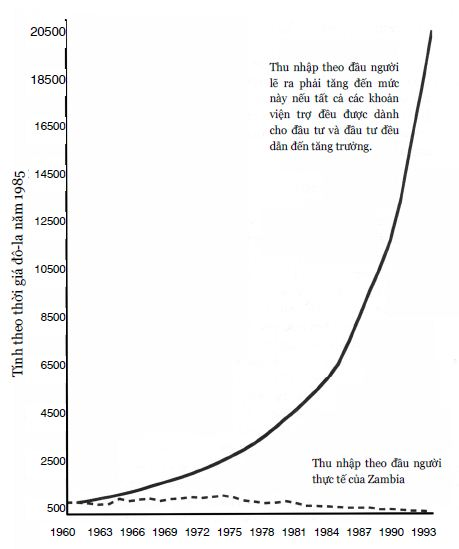 20500
18500
16500
14500
12500
10500
8500
6500
4500
2500
500
Tính theo thời giá đô-la năm 1985
Thu nhập theo đầu người
lẽ ra phải tăng đến mức
này nếu tất cả các khoản
viện trợ đều được dành
cho đầu tư và đầu tư đều
dẫn đến tăng trưởng.
Thu nhập theo đầu người
thực tế của Zambia
1960 1963 1966 1969 1972 1975 1978 1981 1984 1987 1990 1993